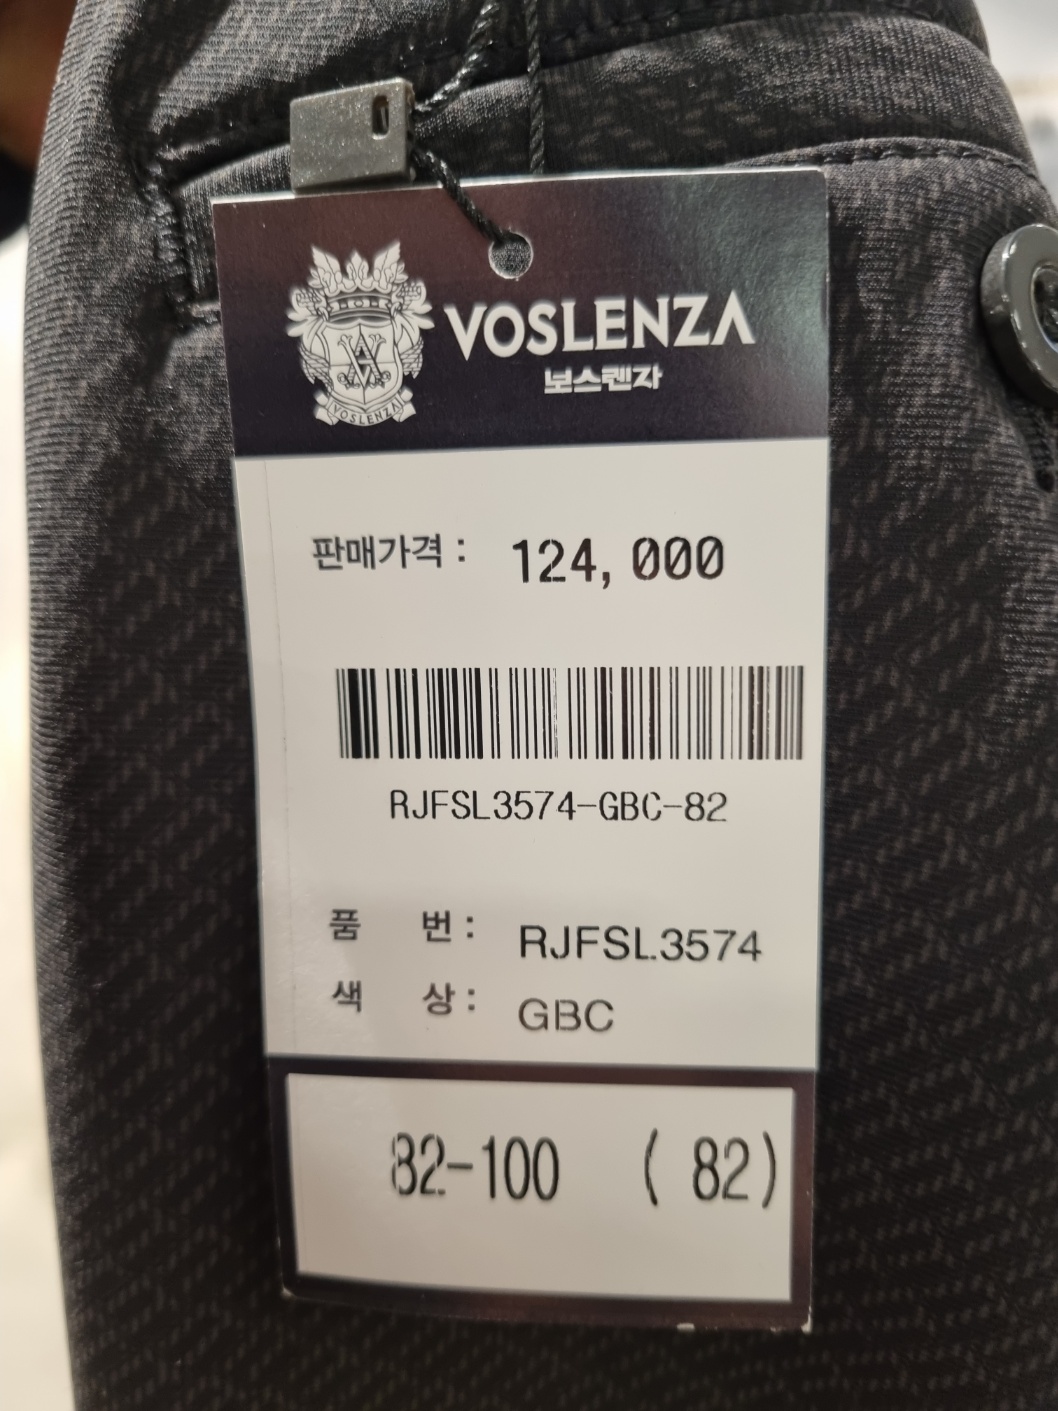 VOSLENZA
VOSLENZA
보스렌자
판매가격 : 124,000
RJFSL3574-GBC-82
품 번 : RJFSL3574
색 상 : GBC
82-100 ( 82)